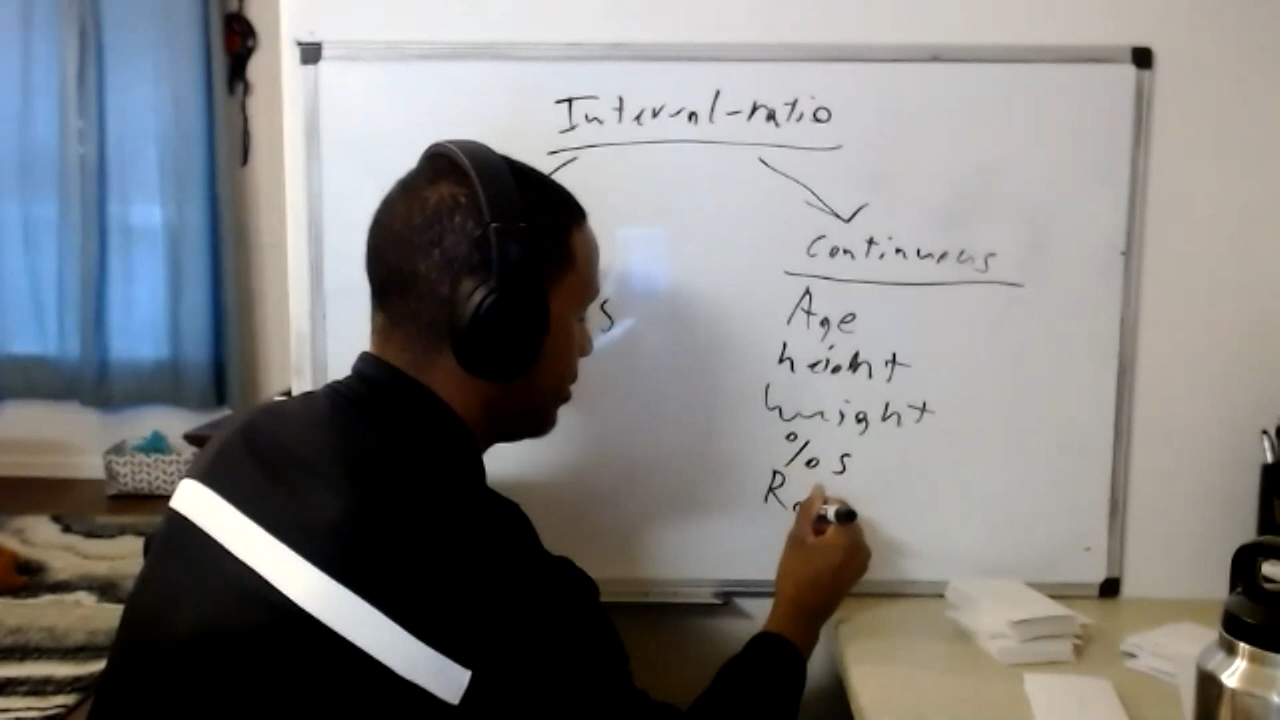 Interval-ratio
Continuous
s
Age
height
weight
%s
R